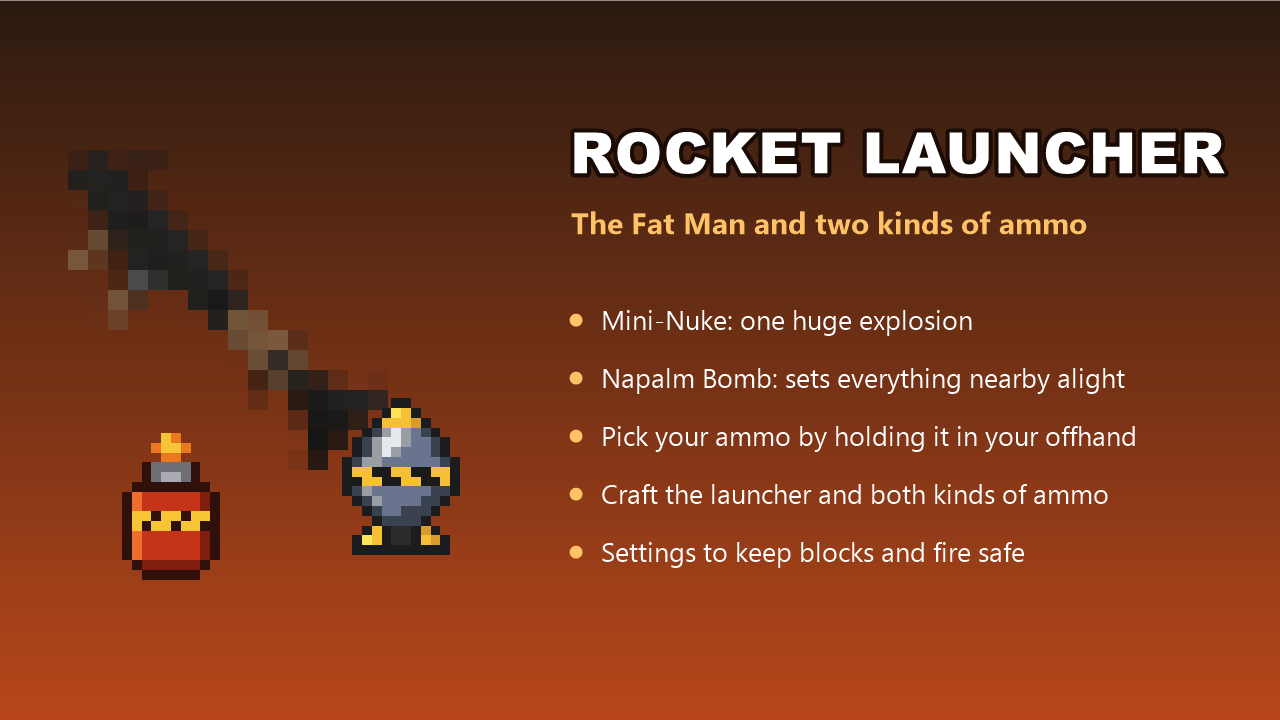 ROCKET LAUNCHER
The Fat Man and two kinds of ammo
Mini-Nuke: one huge explosion
Napalm Bomb: sets everything nearby alight
Pick your ammo by holding it in your offhand
Craft the launcher and both kinds of ammo
Settings to keep blocks and fire safe